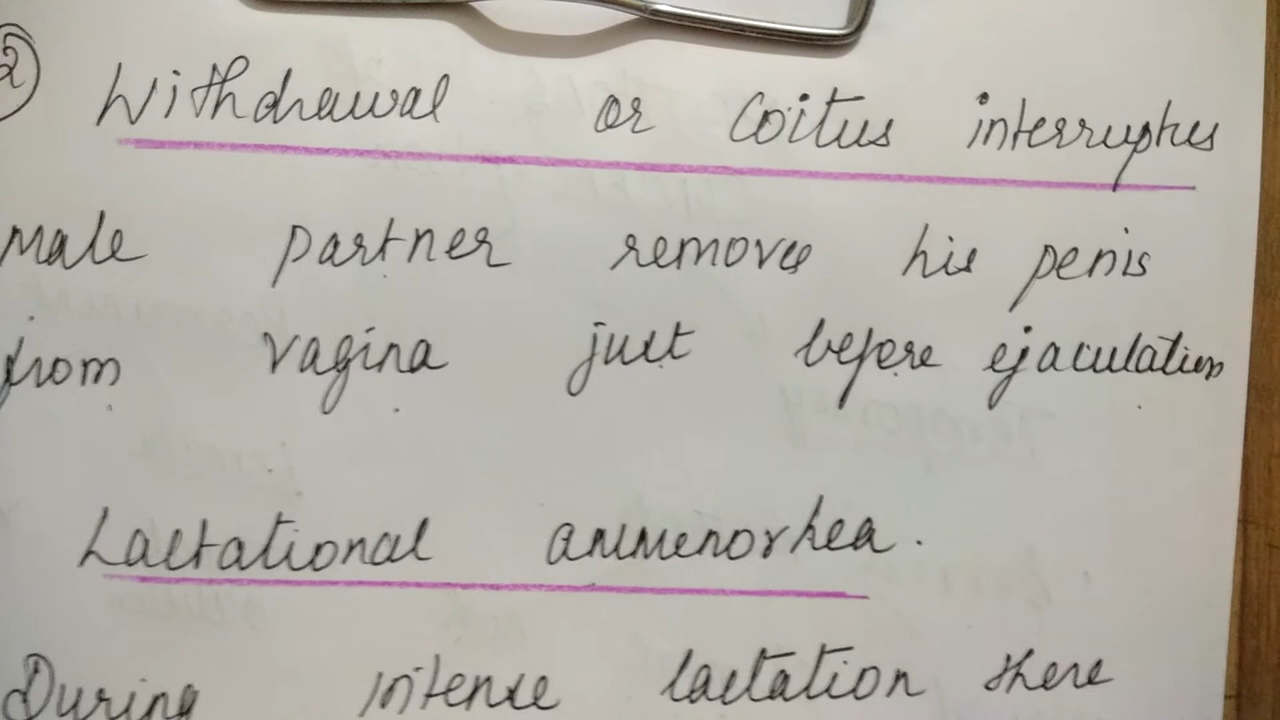 2
Withdrawal or Coitus interruptus
Male partner removes his penis
from vagina just before ejaculation
Lactational ammenorhea.
During intense lactation there